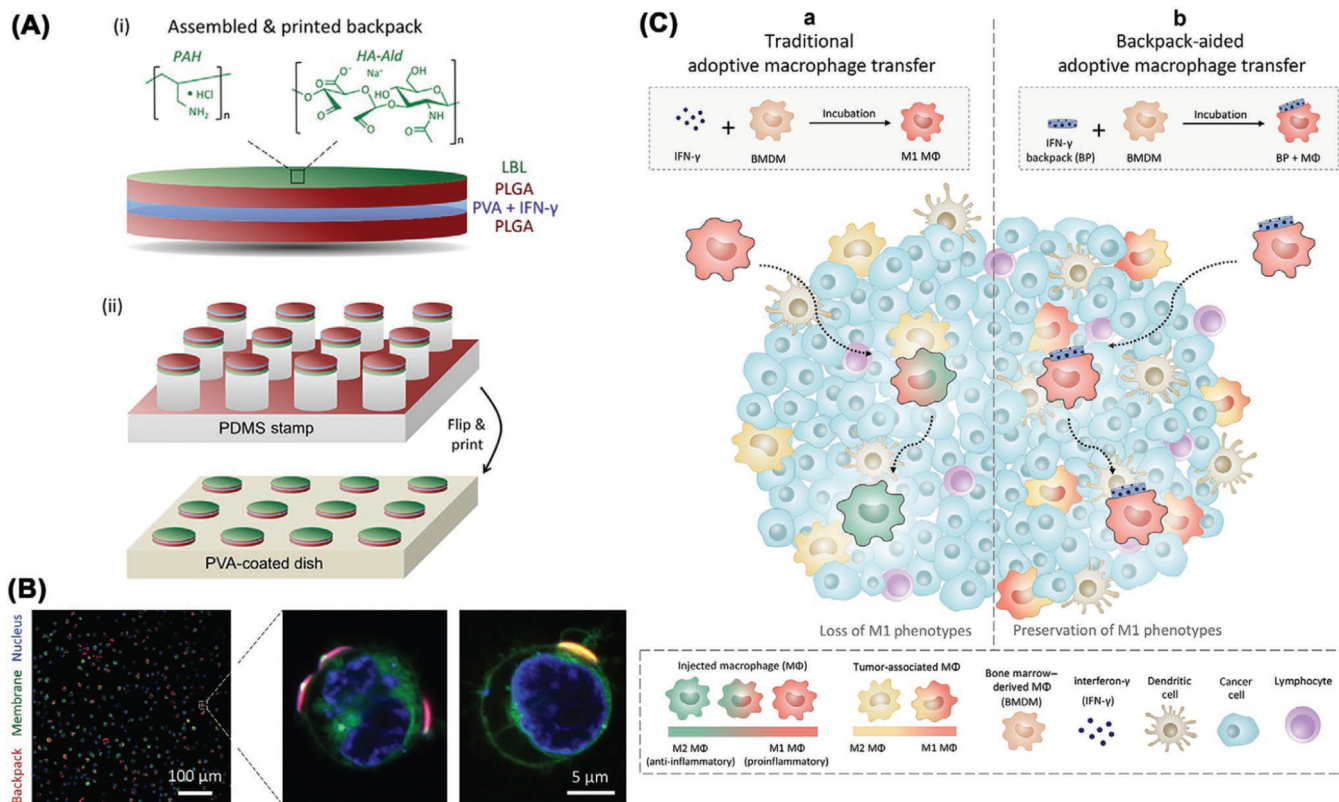 (A)
(i)
Assembled & printed backpack
PAH
• HCl
NH₂
n
HA-Ald
O
O⁻
Na⁺
OH
O
HO
O
O
O
O
HO
NH
O
n
LBL
PLGA
PVA + IFN-γ
PLGA
(ii)
PDMS stamp
Flip &
print
PVA-coated dish
(B)
Backpack Membrane Nucleus
100 μm
5 μm
(C)
a
Traditional
adoptive macrophage transfer
IFN-γ
+
BMDM
Incubation
M1 MΦ
b
Backpack-aided
adoptive macrophage transfer
IFN-γ
backpack (BP)
+
BMDM
Incubation
BP + MΦ
Loss of M1 phenotypes
Preservation of M1 phenotypes
Injected macrophage (MΦ)
M2 MΦ
(anti-inflammatory)
M1 MΦ
(proinflammatory)
Tumor-associated MΦ
M2 MΦ
M1 MΦ
Bone marrow–
derived MΦ
(BMDM)
interferon-γ
(IFN-γ)
Dendritic
cell
Cancer
cell
Lymphocyte